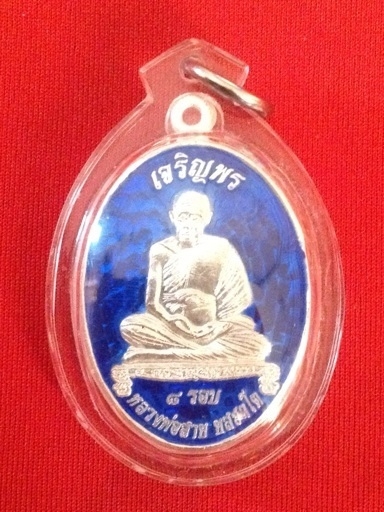 เจริญพร
๘ รอบ
หลวงพ่อสาย